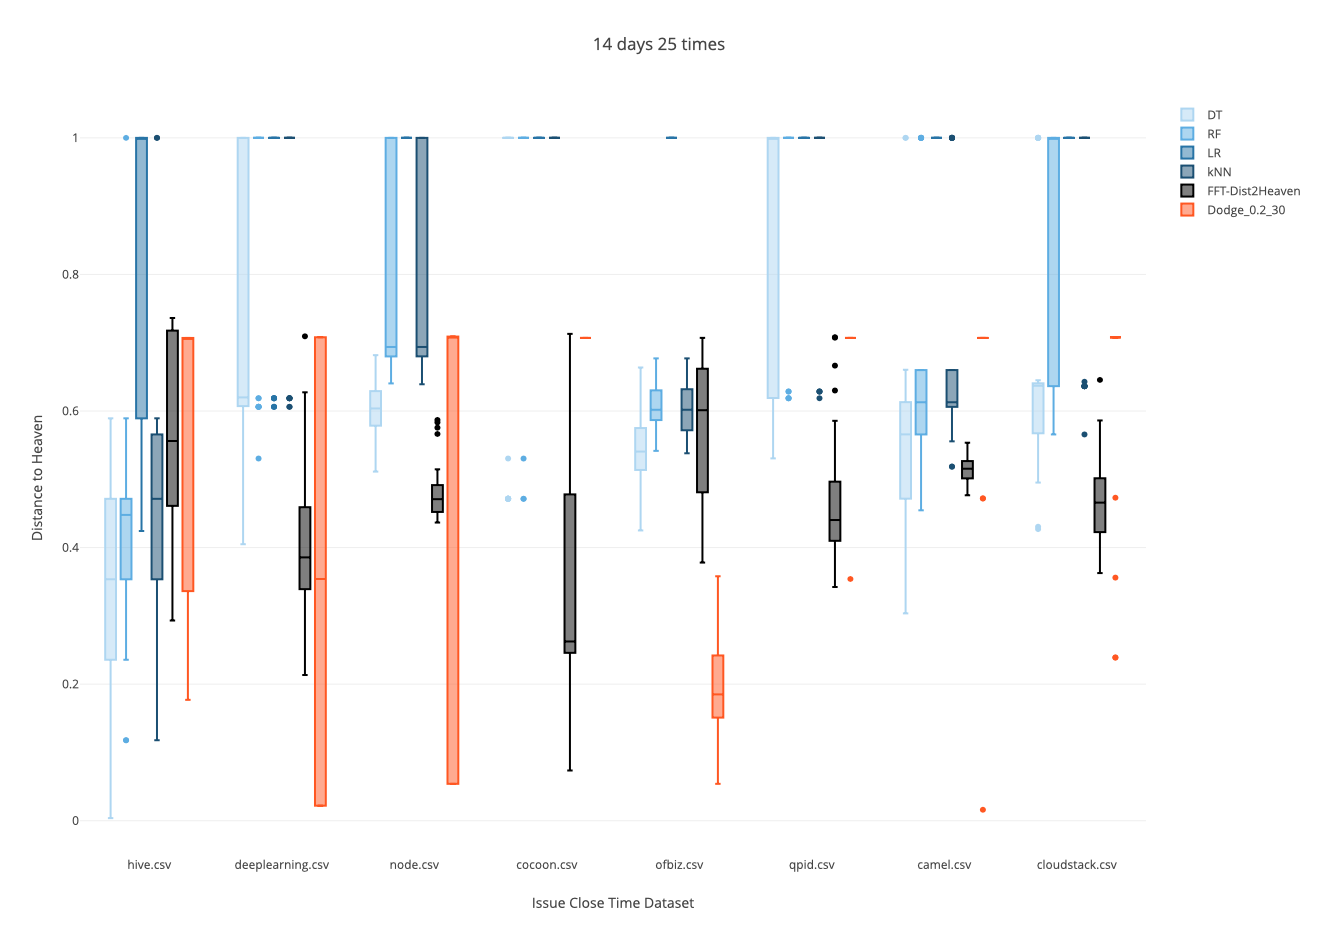 14 days 25 times
DT
RF
LR
kNN
FFT-Dist2Heaven
Dodge_0.2_30
1
0.8
0.6
0.4
0.2
0
Distance to Heaven
hive.csv
deeplearning.csv
node.csv
cocoon.csv
ofbiz.csv
qpid.csv
camel.csv
cloudstack.csv
Issue Close Time Dataset